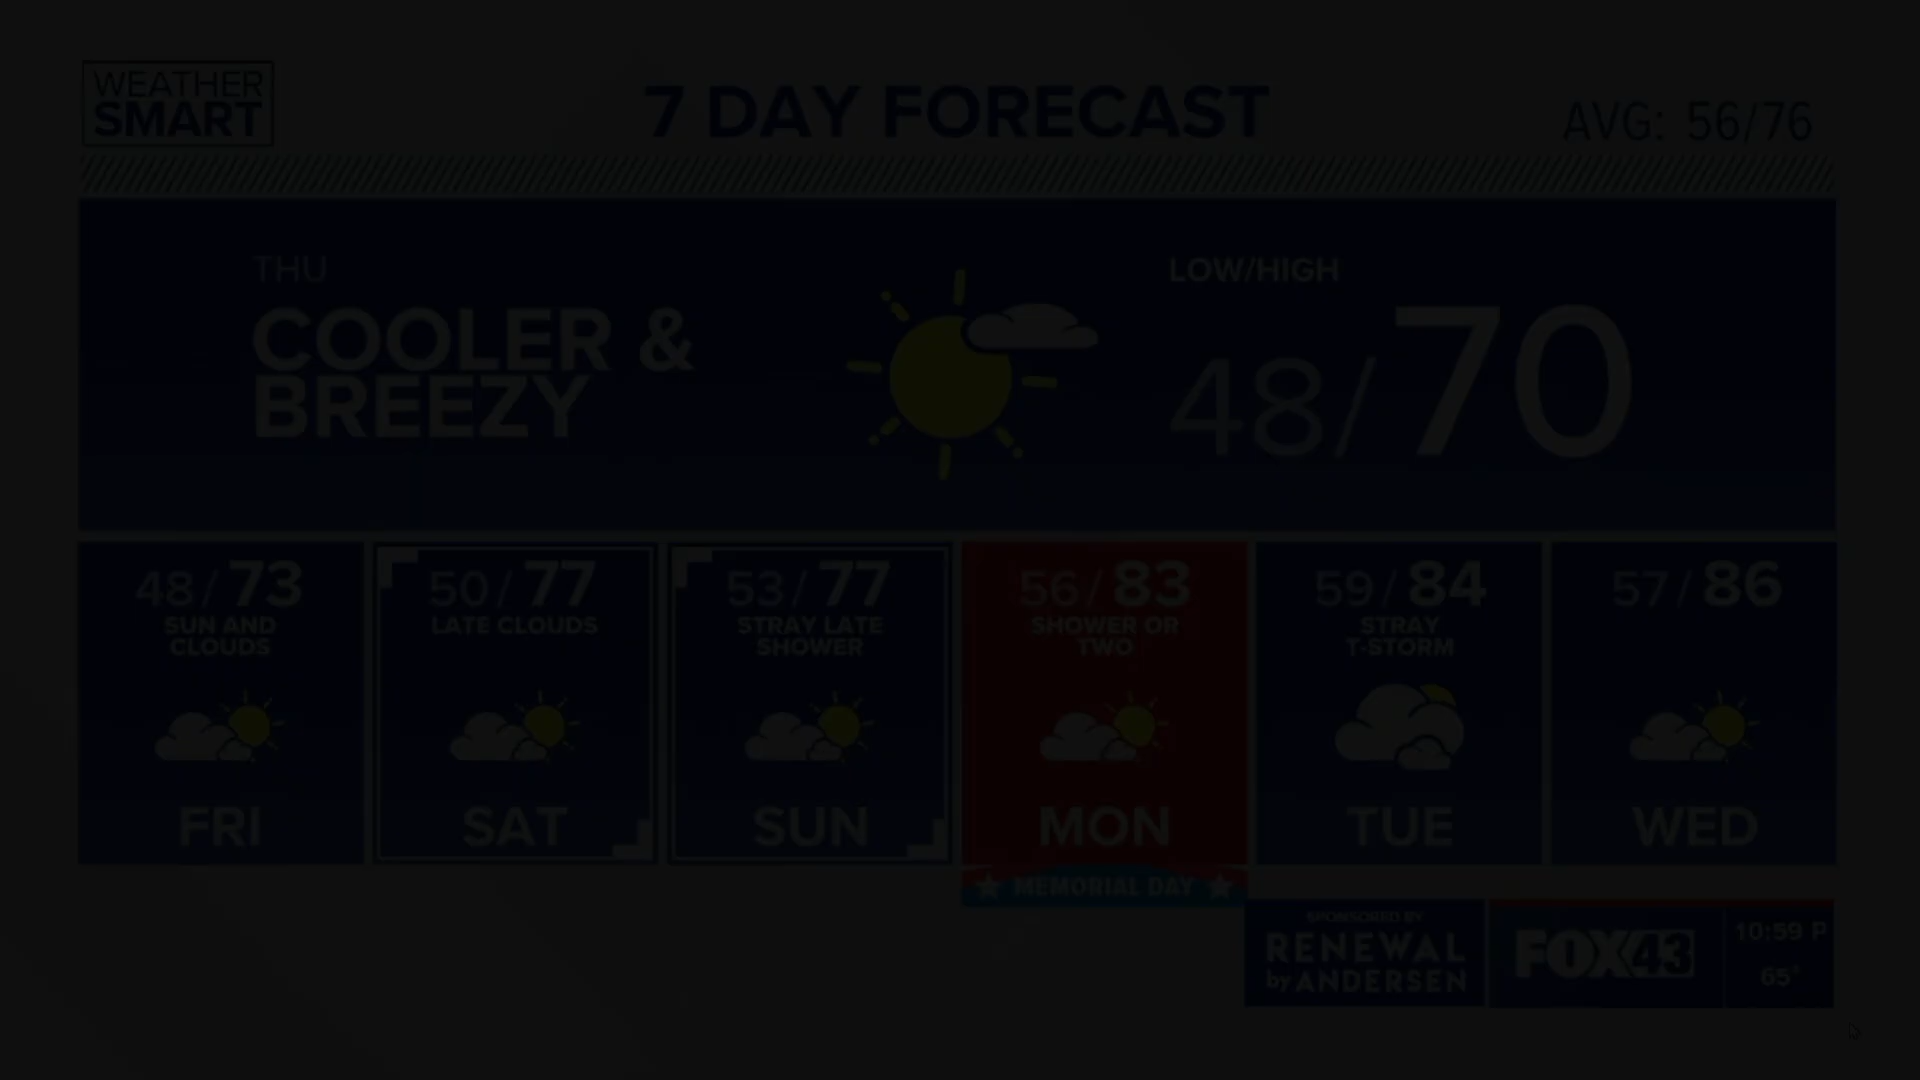 WEATHER
SMART
7 DAY FORECAST
AVG: 56/76
THU
COOLER &
BREEZY
LOW/HIGH
48/70
48/73
SUN AND
CLOUDS
FRI
50/77
LATE CLOUDS
SAT
53/77
STRAY LATE
SHOWER
SUN
56/83
SHOWER OR
TWO
MON
MEMORIAL DAY
59/84
STRAY
T-STORM
TUE
57/86
WED
SPONSORED BY
RENEWAL
by ANDERSEN
FOX43
10:59 P
65°